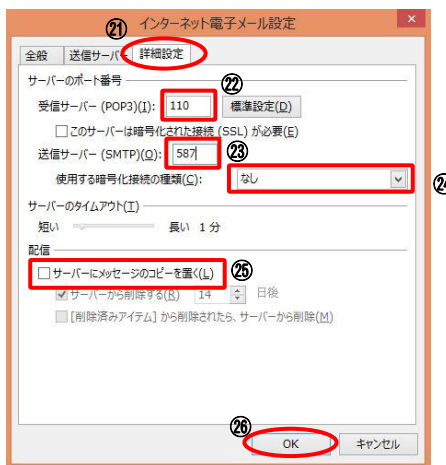 ㉑ インターネット電子メール設定 ×
全般 送信サーバー 詳細設定
サーバーのポート番号 ㉒
受信サーバー (POP3)(I): 110 標準設定(D)
このサーバーは暗号化された接続 (SSL) が必要(E)
送信サーバー (SMTP)(O): 587 ㉓
使用する暗号化接続の種類(C): なし ㉔
サーバーのタイムアウト(T)
短い 長い 1 分
配信
サーバーにメッセージのコピーを置く(L) ㉕
サーバーから削除する(R) 14 日後
[削除済みアイテム] から削除されたら、サーバーから削除(M)
㉖
OK キャンセル